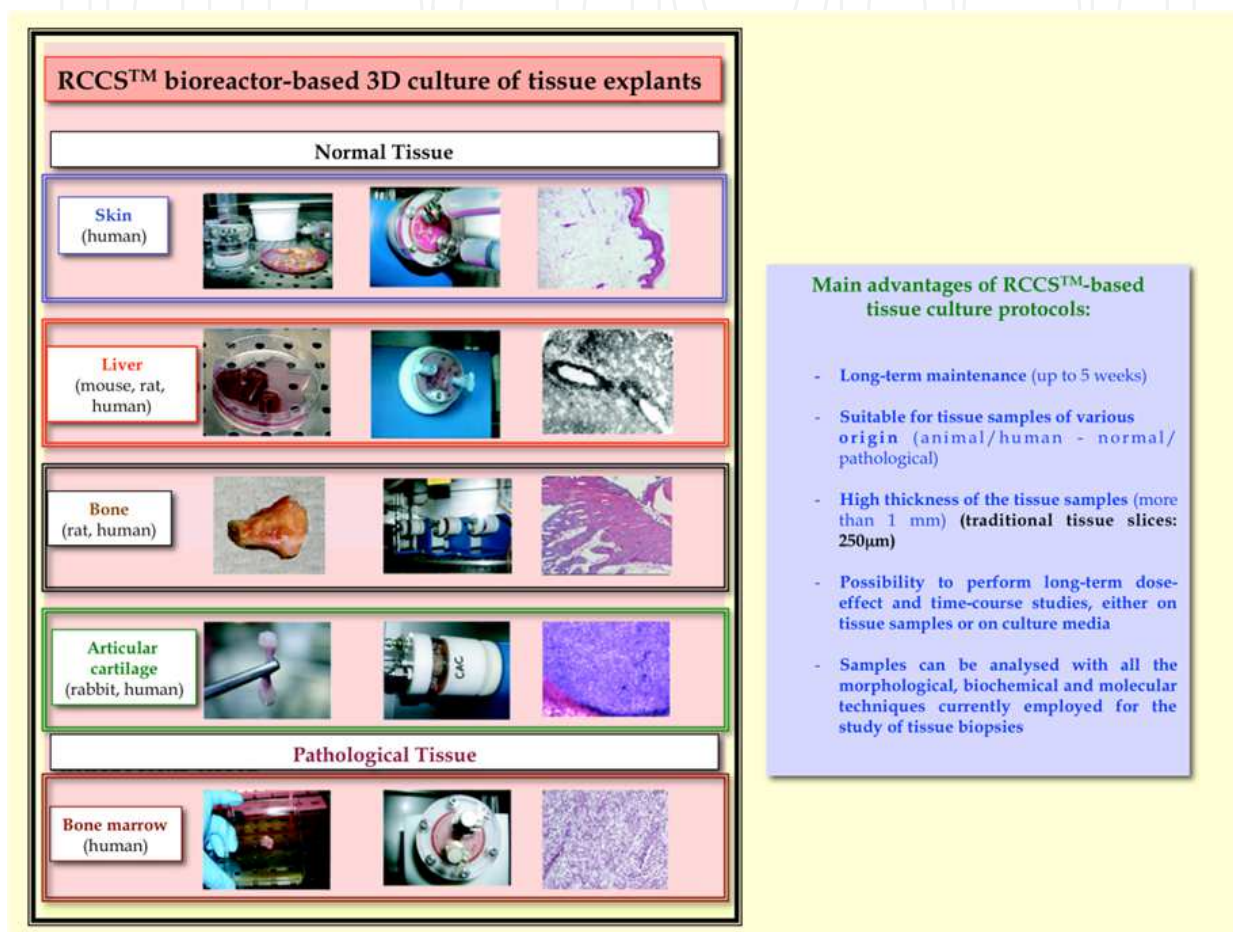 RCCS™ bioreactor-based 3D culture of tissue explants
Normal Tissue
Skin
(human)
Liver
(mouse, rat,
human)
Bone
(rat, human)
Articular
cartilage
(rabbit, human)
CAC
Pathological Tissue
Bone marrow
(human)
Main advantages of RCCS™-based
tissue culture protocols:
- Long-term maintenance (up to 5 weeks)
- Suitable for tissue samples of various
origin (animal/human - normal/
pathological)
- High thickness of the tissue samples (more
than 1 mm) (traditional tissue slices:
250μm)
- Possibility to perform long-term dose-
effect and time-course studies, either on
tissue samples or on culture media
- Samples can be analysed with all the
morphological, biochemical and molecular
techniques currently employed for the
study of tissue biopsies